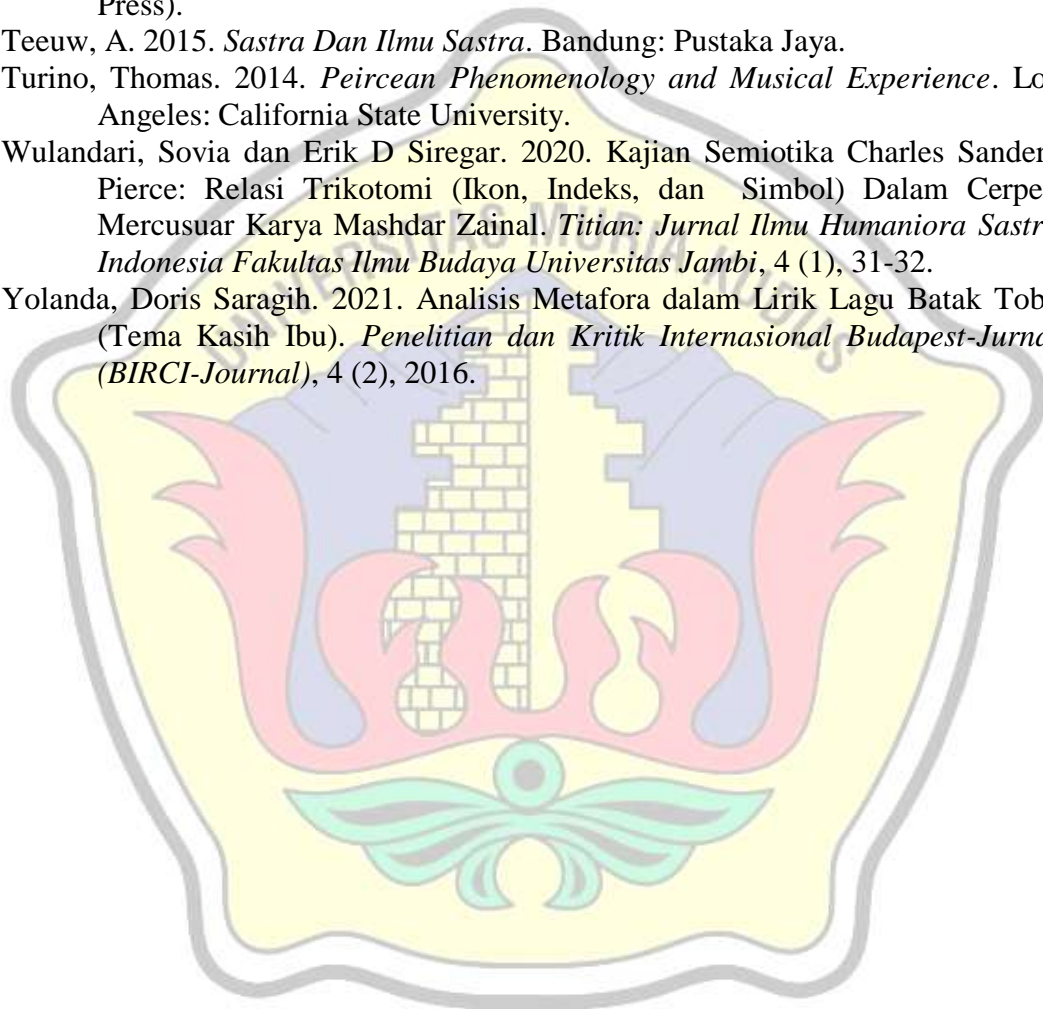 Press).
Teeuw, A. 2015. Sastra Dan Ilmu Sastra. Bandung: Pustaka Jaya.
Turino, Thomas. 2014. Peircean Phenomenology and Musical Experience. Lo
Angeles: California State University.
Wulandari, Sovia dan Erik D Siregar. 2020. Kajian Semiotika Charles Sander
Pierce: Relasi Trikotomi (Ikon, Indeks, dan Simbol) Dalam Cerpe
Mercusuar Karya Mashdar Zainal. Titian: Jurnal Ilmu Humaniora Sastr
Indonesia Fakultas Ilmu Budaya Universitas Jambi, 4 (1), 31-32.
Yolanda, Doris Saragih. 2021. Analisis Metafora dalam Lirik Lagu Batak Tob
(Tema Kasih Ibu). Penelitian dan Kritik Internasional Budapest-Jurna
(BIRCI-Journal), 4 (2), 2016.
UNIVERSITAS MURIA KUDUS